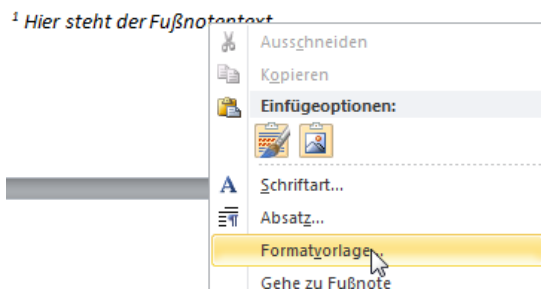 ¹ Hier steht der Fußnotentext
Ausschneiden
Kopieren
Einfügeoptionen:
Schriftart...
Absatz...
Formatvorlage...
Gehe zu Fußnote